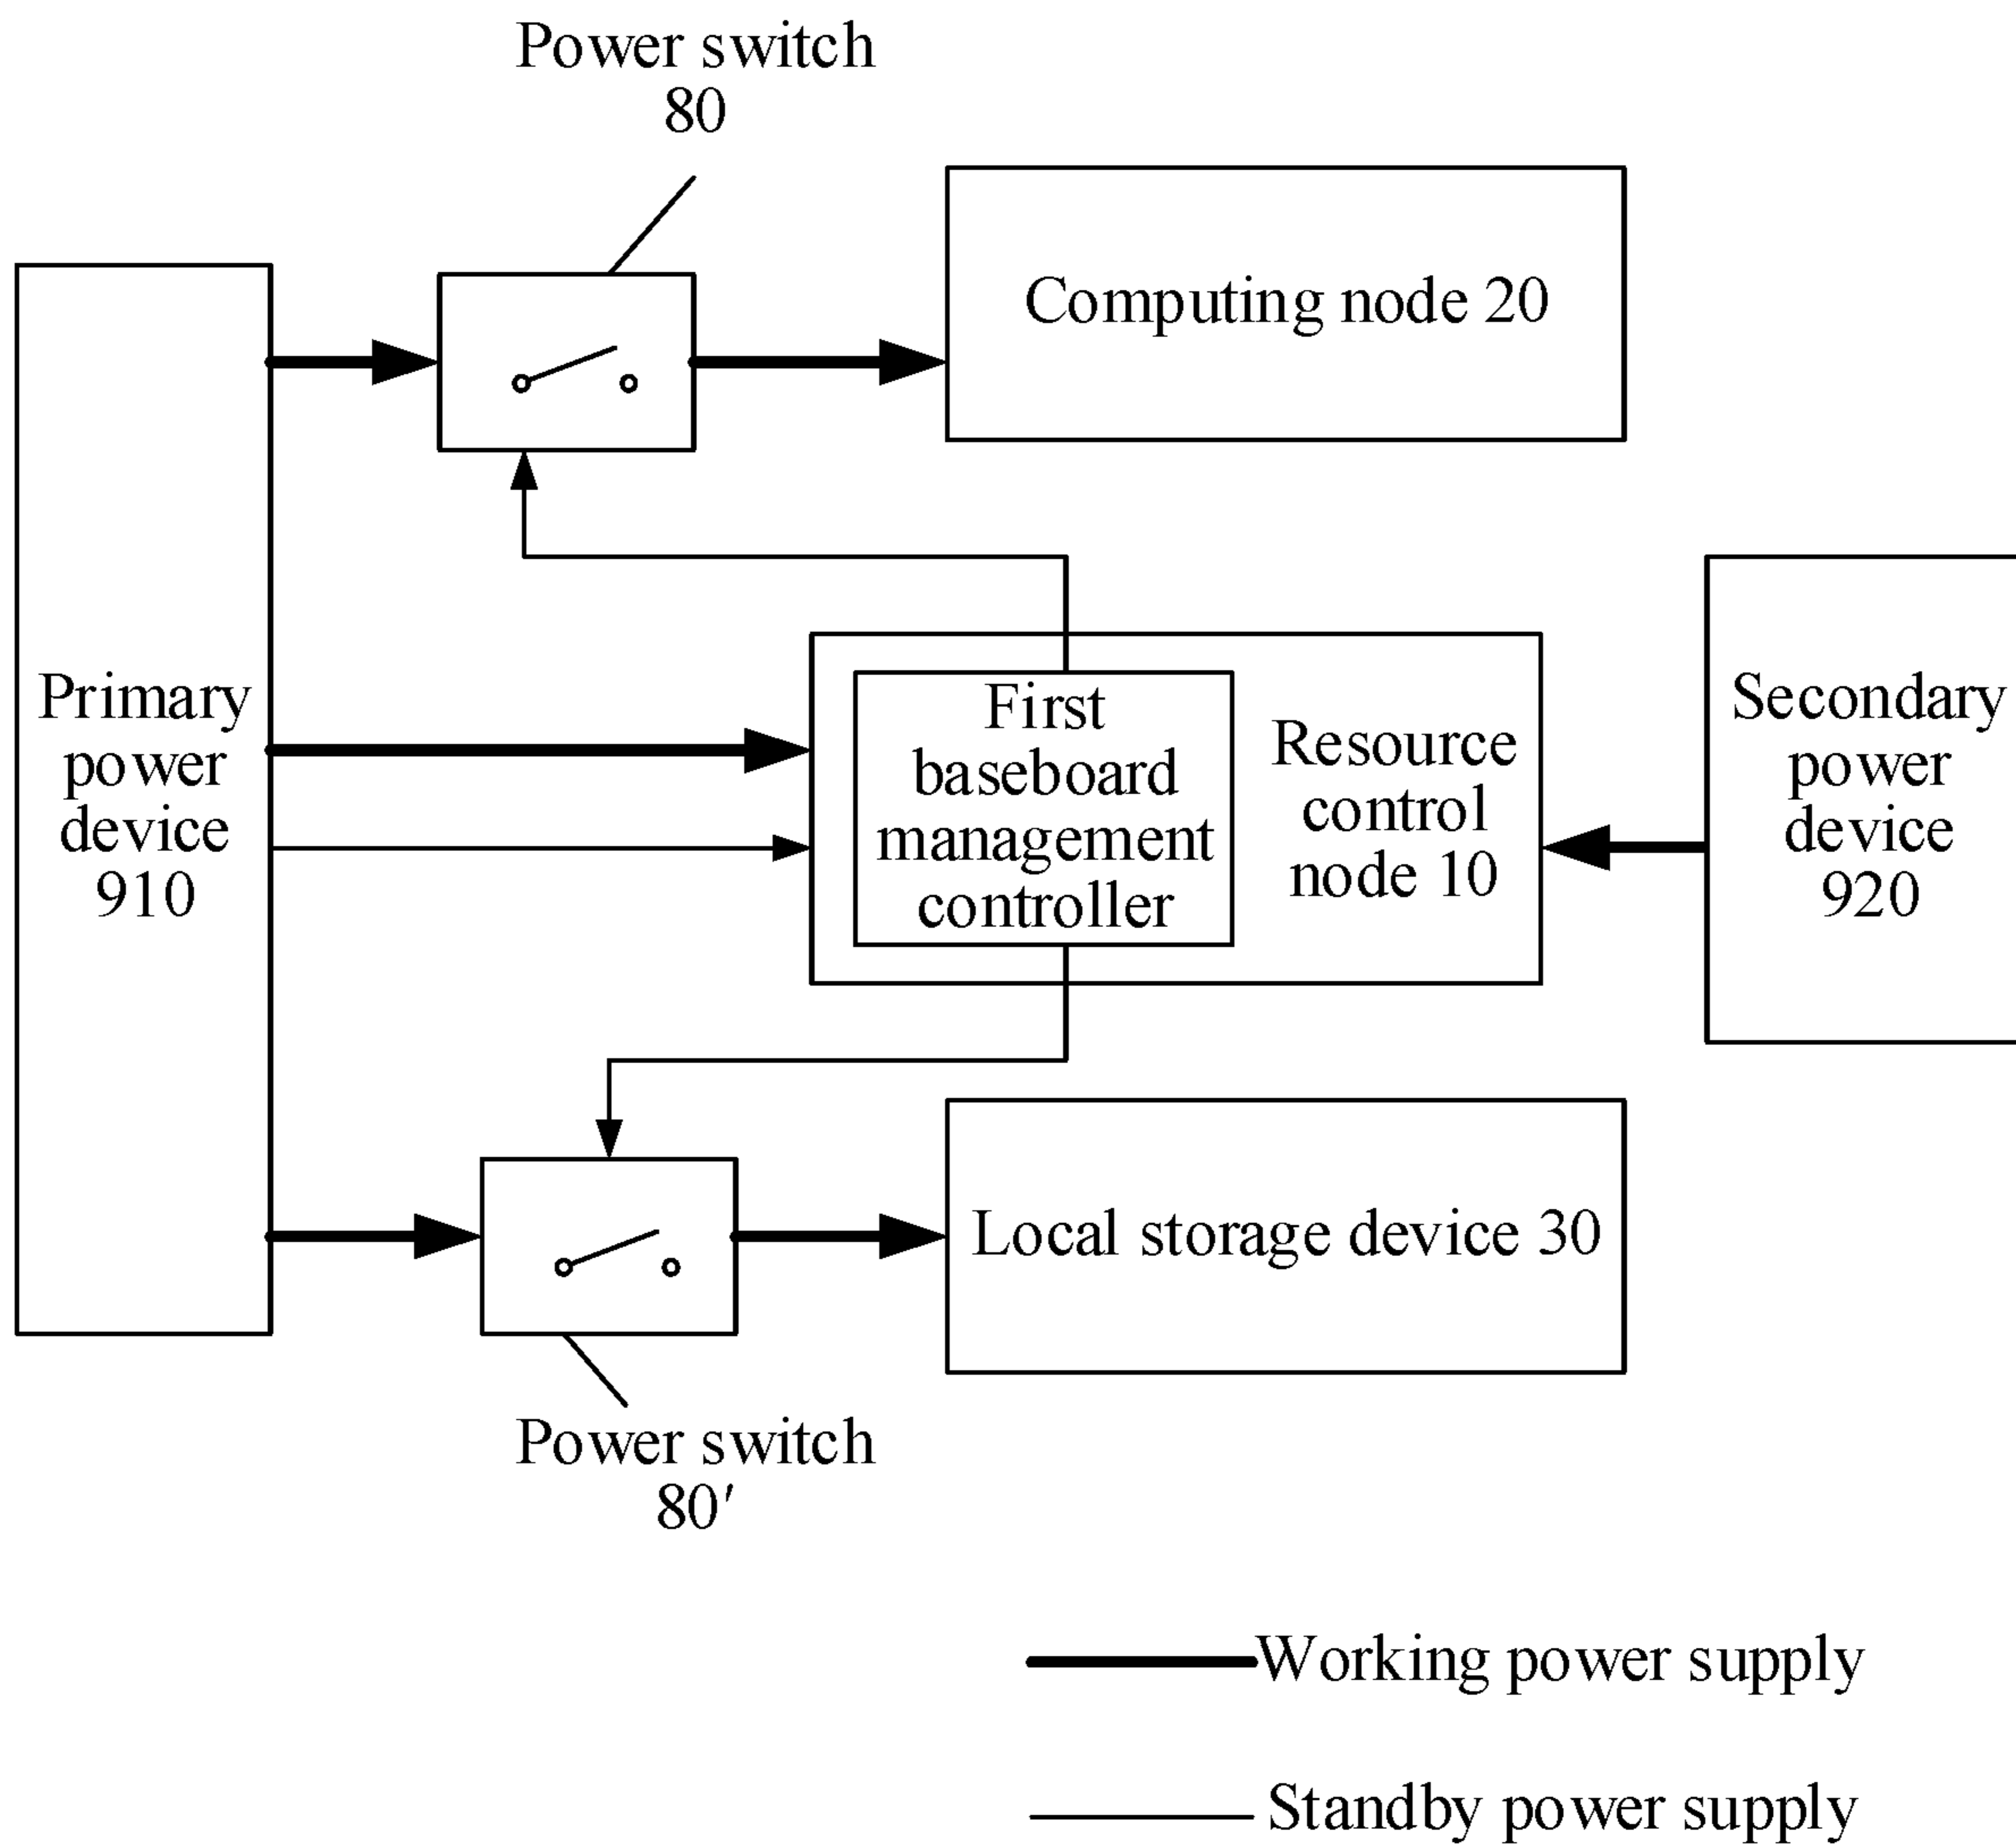 Power switch
80
Computing node 20
Primary
power
device
910
First
baseboard
management
controller
Resource
control
node 10
Secondary
power
device
920
Local storage device 30
Power switch
80′
Working power supply
Standby power supply